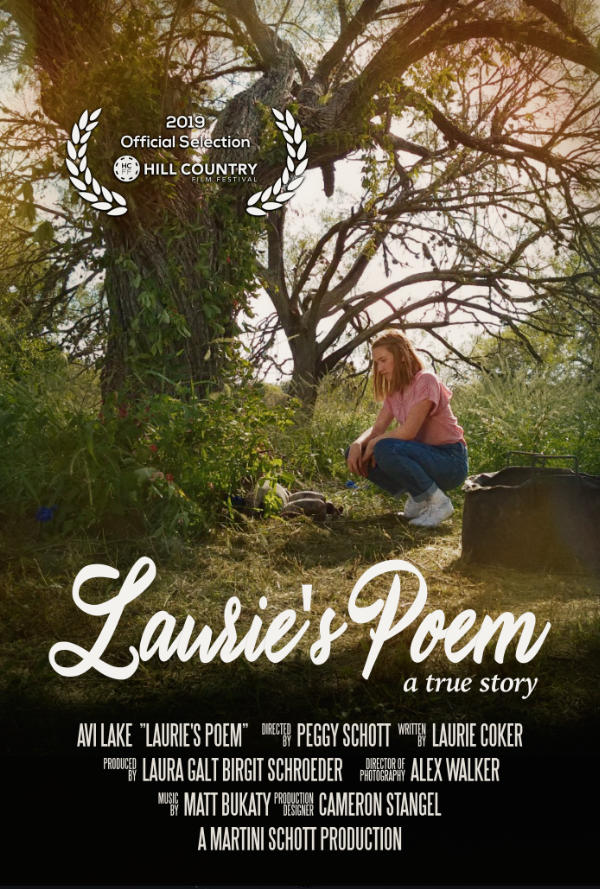 2019
Official Selection
HC FF HILL COUNTRY
FILM FESTIVAL
Laurie's Poem
a true story
AVI LAKE "LAURIE'S POEM" DIRECTED BY PEGGY SCHOTT WRITTEN BY LAURIE COKER
PRODUCED BY LAURA GALT BIRGIT SCHROEDER DIRECTOR OF PHOTOGRAPHY ALEX WALKER
MUSIC BY MATT BUKATY PRODUCTION DESIGNER CAMERON STANGEL
A MARTINI SCHOTT PRODUCTION